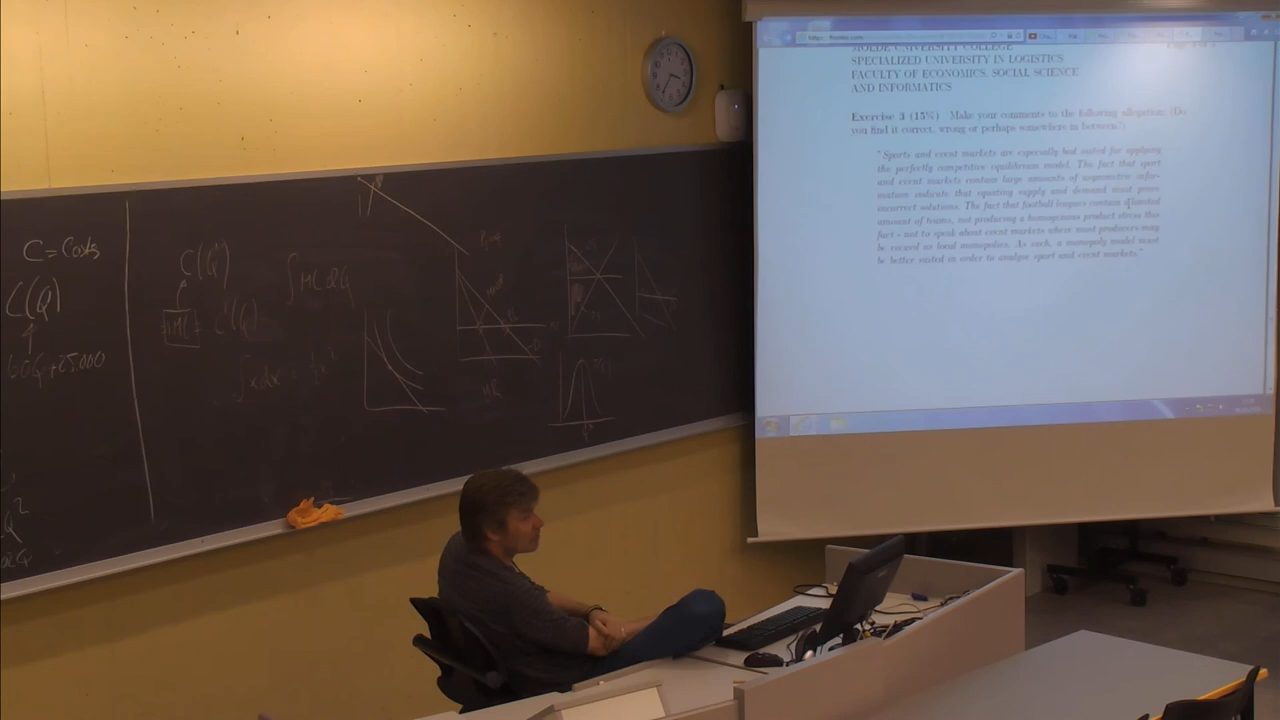 C = Costs
C(Q)
60Q + 25.000
C(Q)
MC = C'(Q)
∫MC dQ
∫x dx = ½x²
MR
MOLDE UNIVERSITY COLLEGE
SPECIALIZED UNIVERSITY IN LOGISTICS
FACULTY OF ECONOMICS, SOCIAL SCIENCE
AND INFORMATICS
Exercise 3 (15%) Make your comments to the following allegation: (Do
you find it correct, wrong or perhaps somewhere in between?)
"Sports and event markets are especially bad suited for applying
the perfectly competitive equilibrium model. The fact that sport
and event markets contain large amounts of asymmetric infor-
mation indicate that equating supply and demand must prove
incorrect solutions. The fact that football leagues contain a limited
amount of teams, not producing a homogenous product stress this
fact - not to speak about event markets where most producers may
be viewed as local monopolies. As such, a monopoly model must
be better suited in order to analyse sport and event markets."